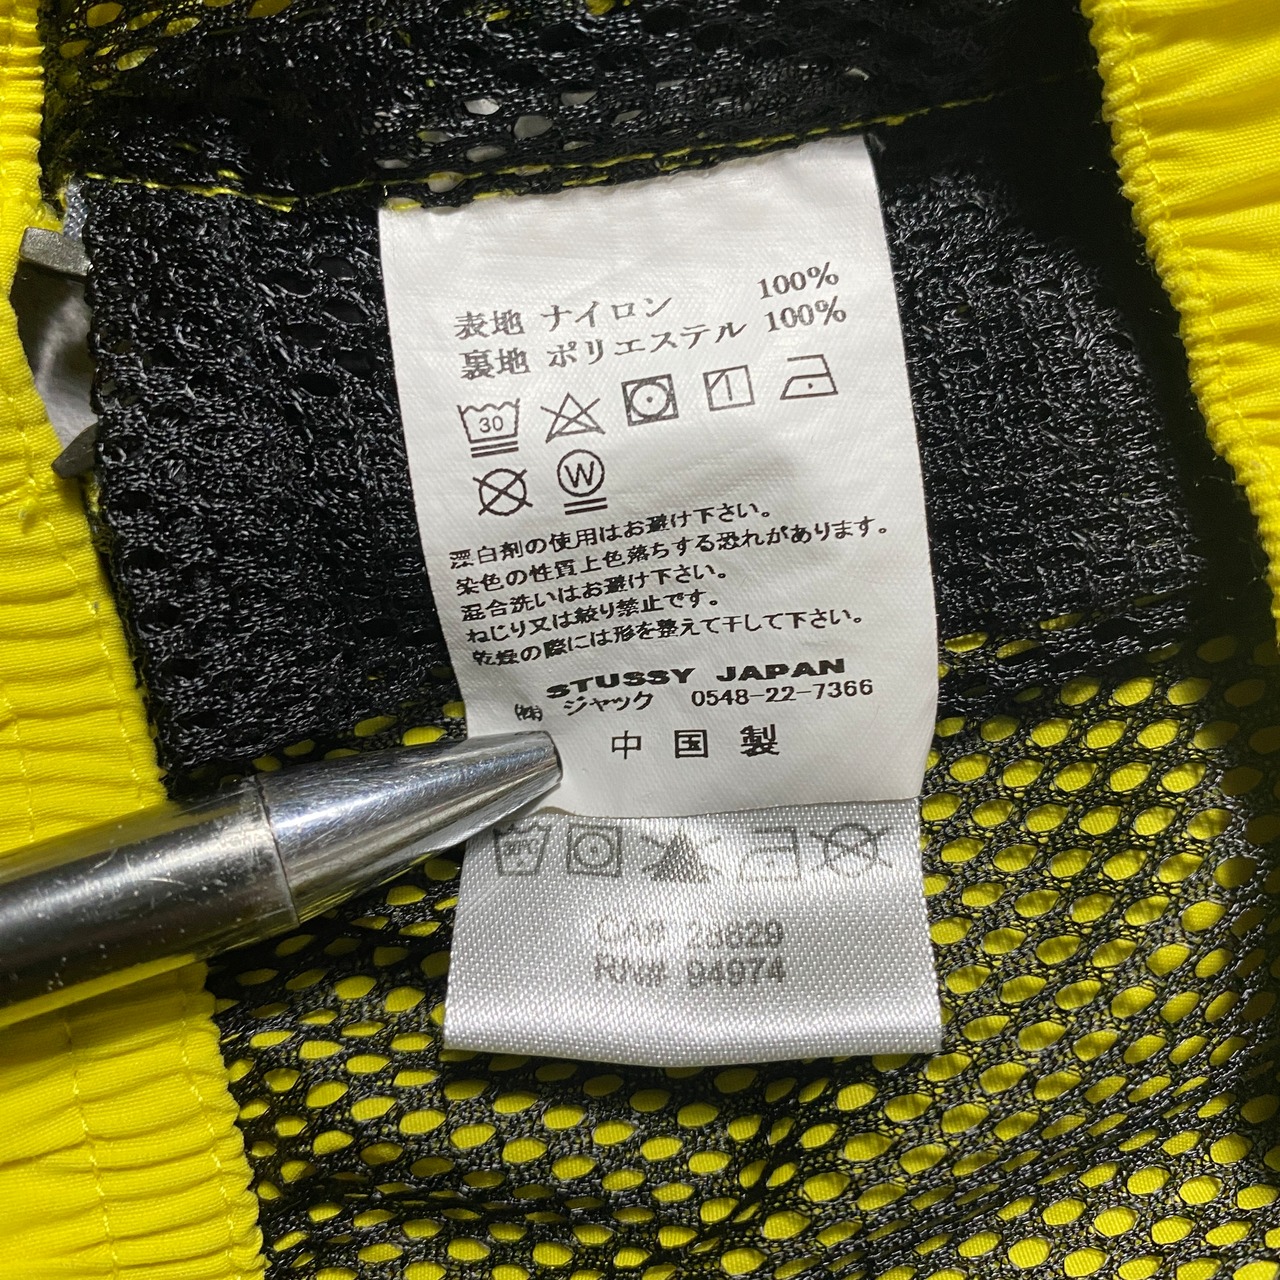 表地 ナイロン 100%
裏地 ポリエステル 100%
30
W
漂白剤の使用はお避け下さい。
染色の性質上色落ちする恐れがあります。
混合洗いはお避け下さい。
ねじり又は絞り禁止です。
乾燥の際には形を整えて干して下さい。
STUSSY JAPAN
㈱ ジャック 0548-22-7366
中国製
30°C
CA# 28629
RN# 94974